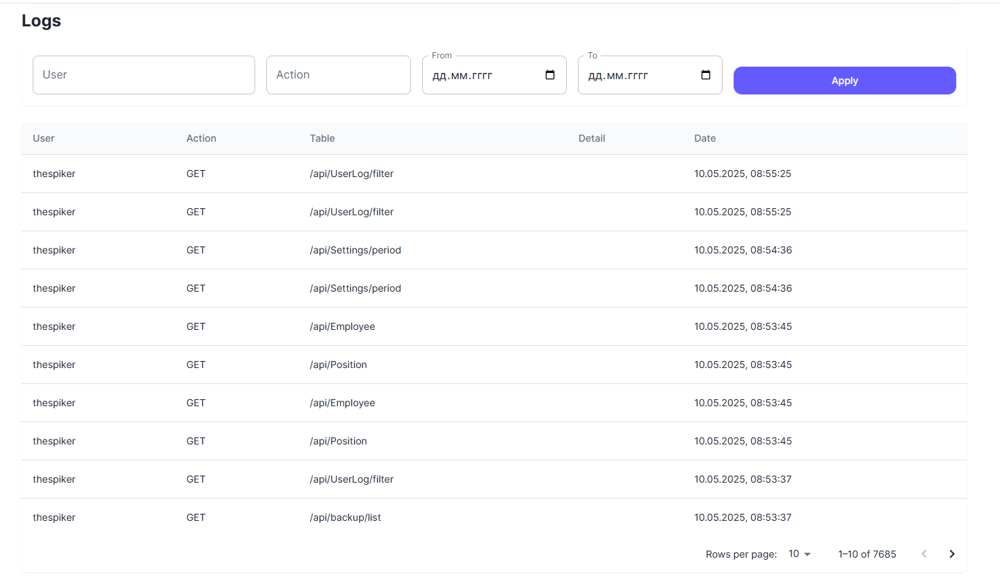 Logs
User Action From дд.мм.гггг To дд.мм.гггг Apply
User Action Table Detail Date
thespiker GET /api/UserLog/filter 10.05.2025, 08:55:25
thespiker GET /api/UserLog/filter 10.05.2025, 08:55:25
thespiker GET /api/Settings/period 10.05.2025, 08:54:36
thespiker GET /api/Settings/period 10.05.2025, 08:54:36
thespiker GET /api/Employee 10.05.2025, 08:53:45
thespiker GET /api/Position 10.05.2025, 08:53:45
thespiker GET /api/Employee 10.05.2025, 08:53:45
thespiker GET /api/Position 10.05.2025, 08:53:45
thespiker GET /api/UserLog/filter 10.05.2025, 08:53:37
thespiker GET /api/backup/list 10.05.2025, 08:53:37
Rows per page: 10 1–10 of 7685